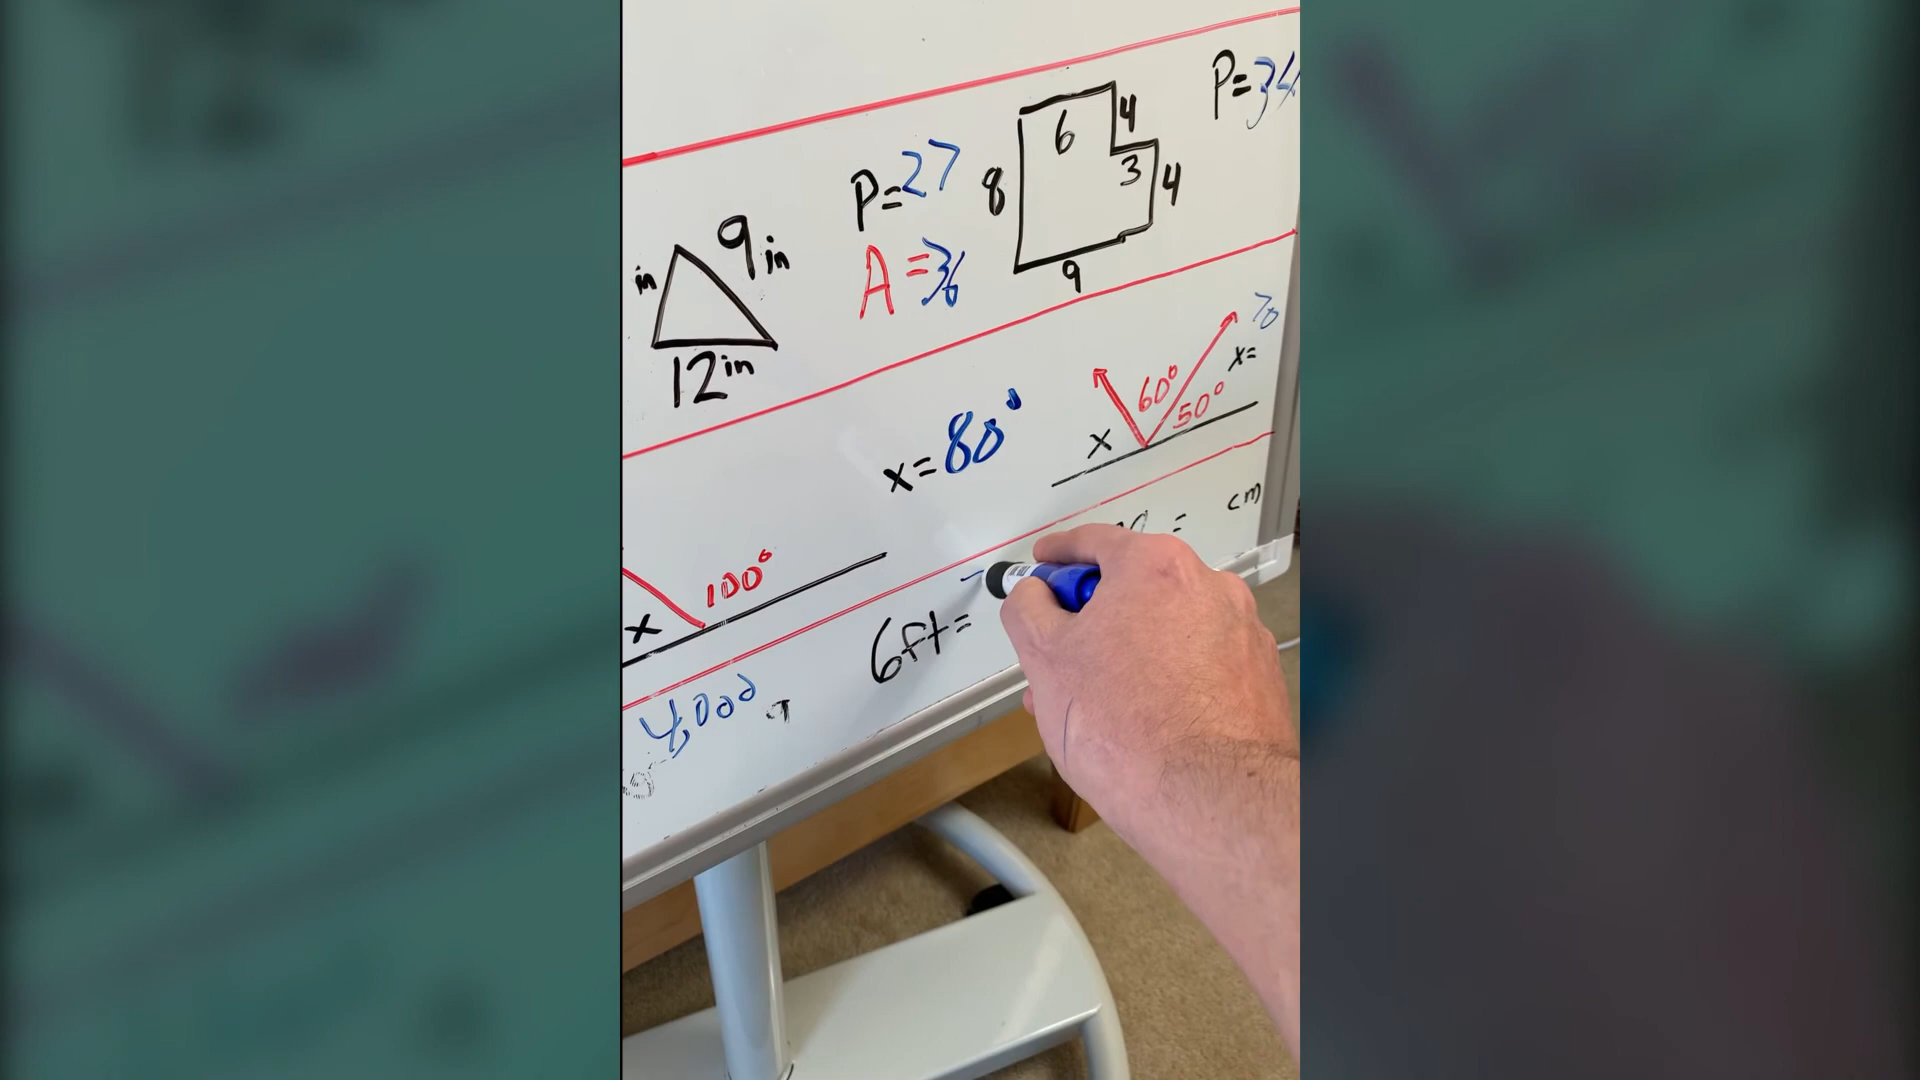 P=34
4
6
P=27
3
4
8
9in
in
A=36
9
12in
70
x=
60°
50°
x=80°
x
= cm
100°
x
6ft=
4,000